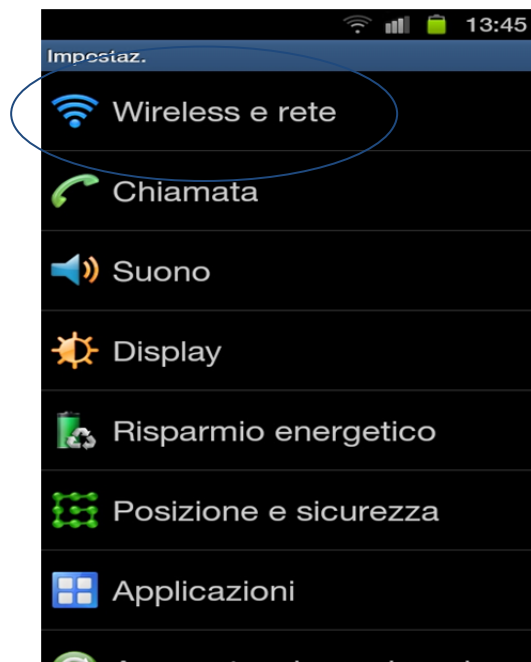 13:45
Impostaz.
Wireless e rete
Chiamata
Suono
Display
Risparmio energetico
Posizione e sicurezza
Applicazioni